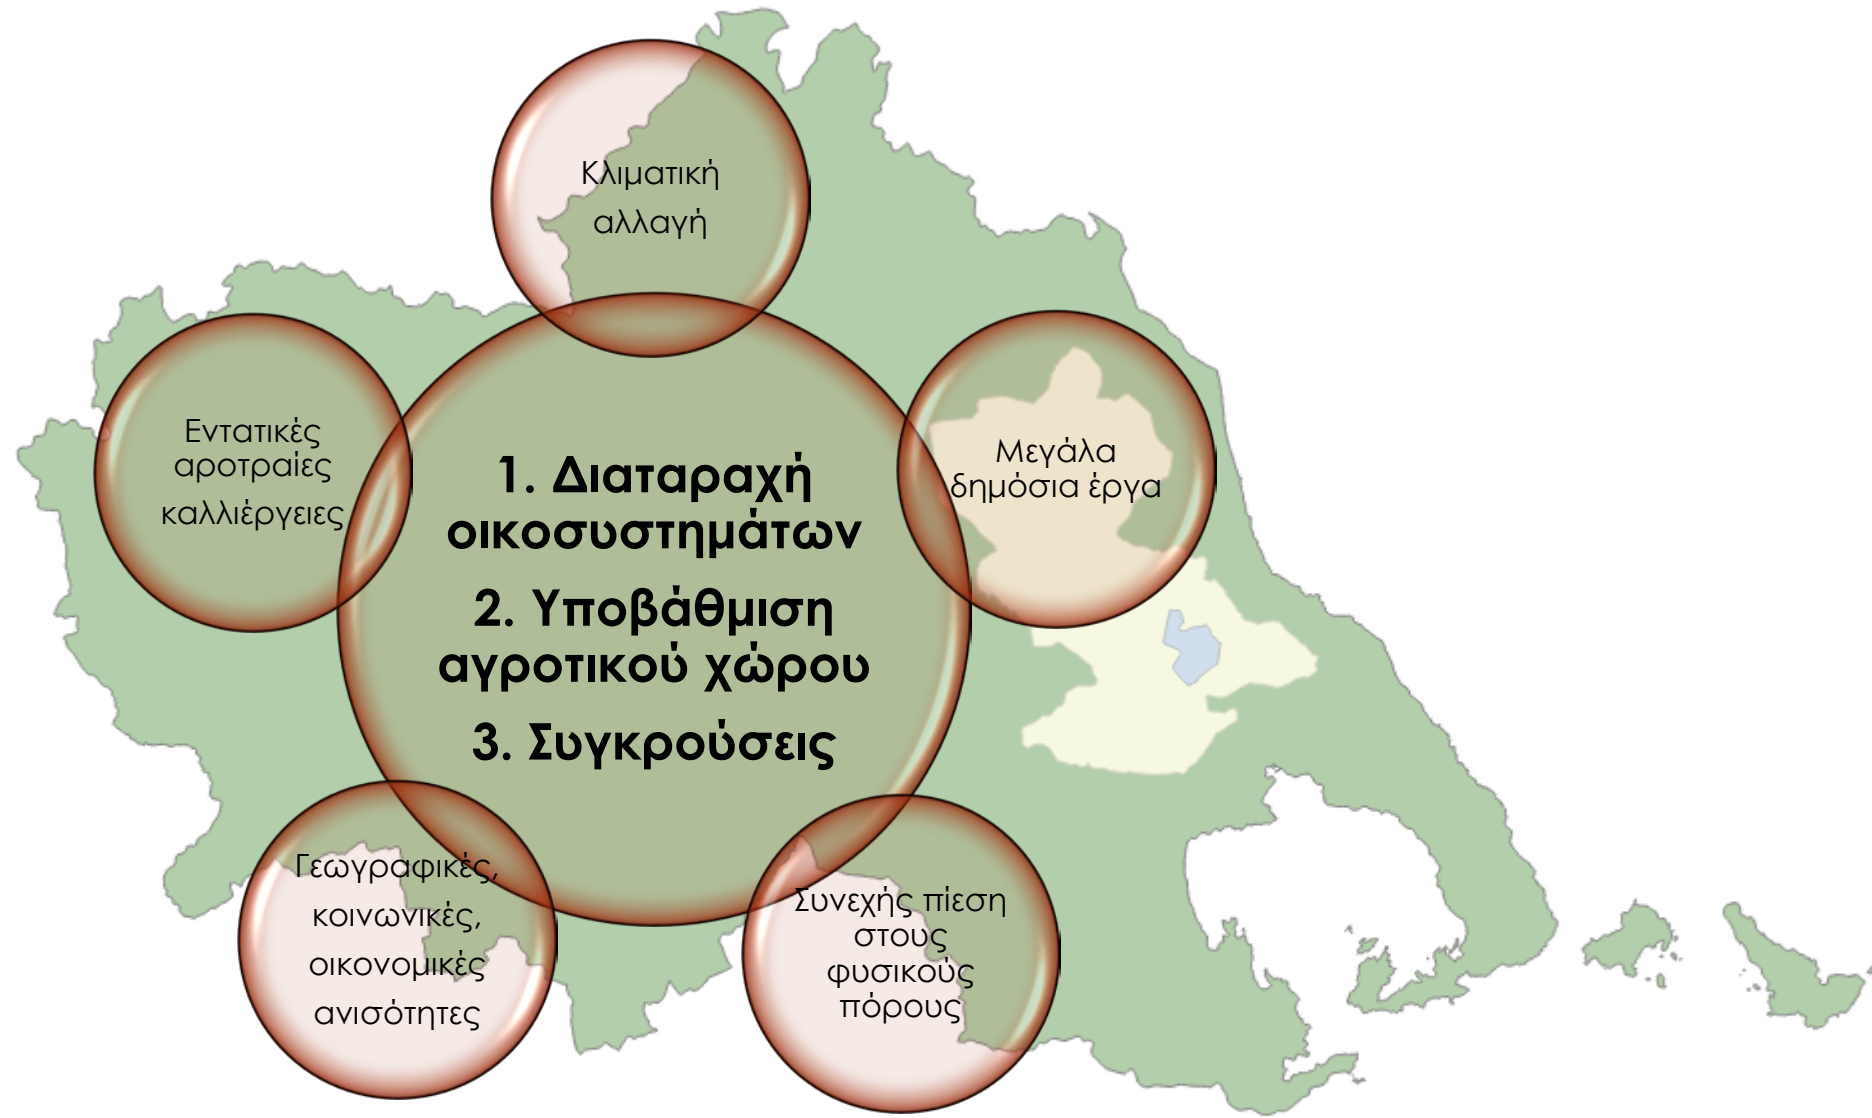 Κλιματική
αλλαγή
Εντατικές
αροτραίες
καλλιέργειες
1. Διαταραχή
οικοσυστημάτων
2. Υποβάθμιση
αγροτικού χώρου
3. Συγκρούσεις
Μεγάλα
δημόσια έργα
Γεωγραφικές,
κοινωνικές,
οικονομικές
ανισότητες
Συνεχής πίεση
στους
φυσικούς
πόρους